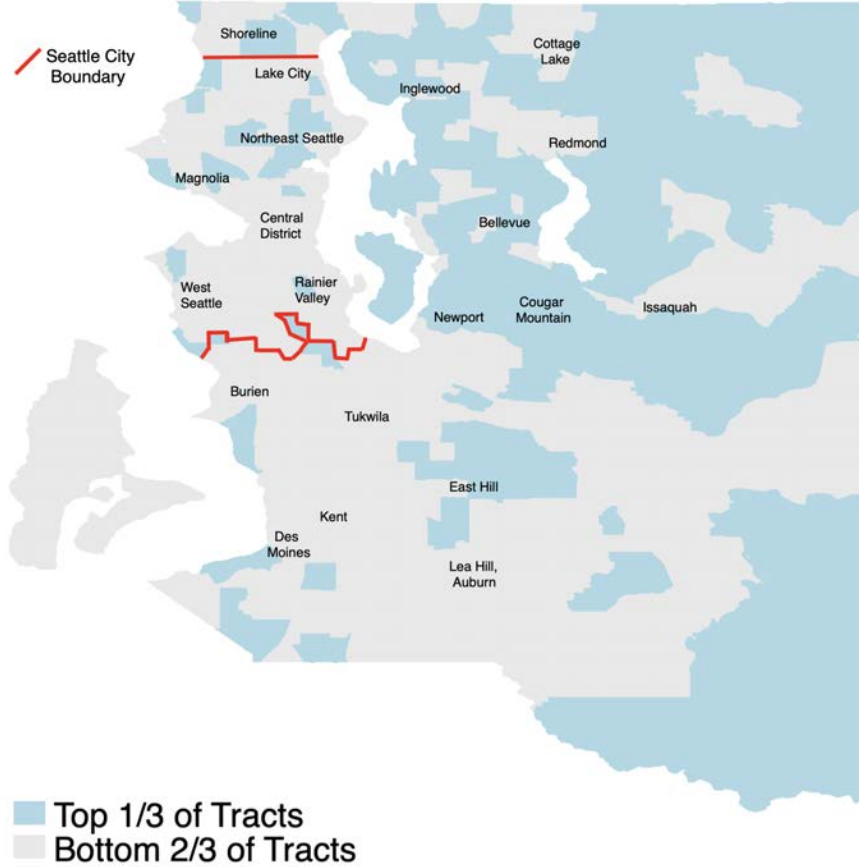 Seattle City
Boundary
Shoreline
Lake City
Cottage
Lake
Inglewood
Northeast Seattle
Redmond
Magnolia
Central
District
Bellevue
West
Seattle
Rainier
Valley
Newport
Cougar
Mountain
Issaquah
Burien
Tukwila
East Hill
Kent
Des
Moines
Lea Hill,
Auburn
Top 1/3 of Tracts
Bottom 2/3 of Tracts